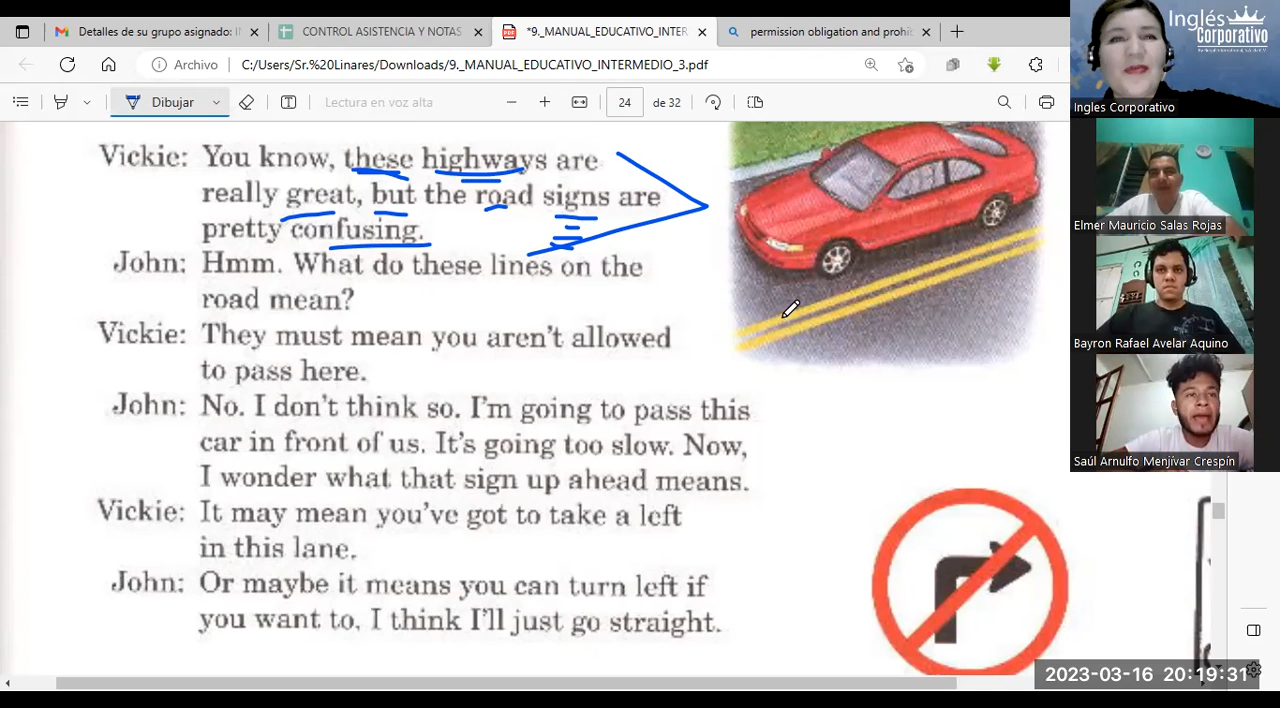 Detalles de su grupo asignado: I
CONTROL ASISTENCIA Y NOTAS
*9._MANUAL_EDUCATIVO_INTER
permission obligation and prohib
Archivo
C:/Users/Sr.%20Linares/Downloads/9._MANUAL_EDUCATIVO_INTERMEDIO_3.pdf
Dibujar
Lectura en voz alta
24
de 32
Vickie: You know, these highways are
really great, but the road signs are
pretty confusing.
John: Hmm. What do these lines on the
road mean?
Vickie: They must mean you aren't allowed
to pass here.
John: No. I don't think so. I'm going to pass this
car in front of us. It's going too slow. Now,
I wonder what that sign up ahead means.
Vickie: It may mean you've got to take a left
in this lane.
John: Or maybe it means you can turn left if
you want to. I think I'll just go straight.
Inglés
Corporativo
Ingles Corporativo
Elmer Mauricio Salas Rojas
Bayron Rafael Avelar Aquino
Saúl Arnulfo Menjívar Crespín
2023-03-16 20:19:31